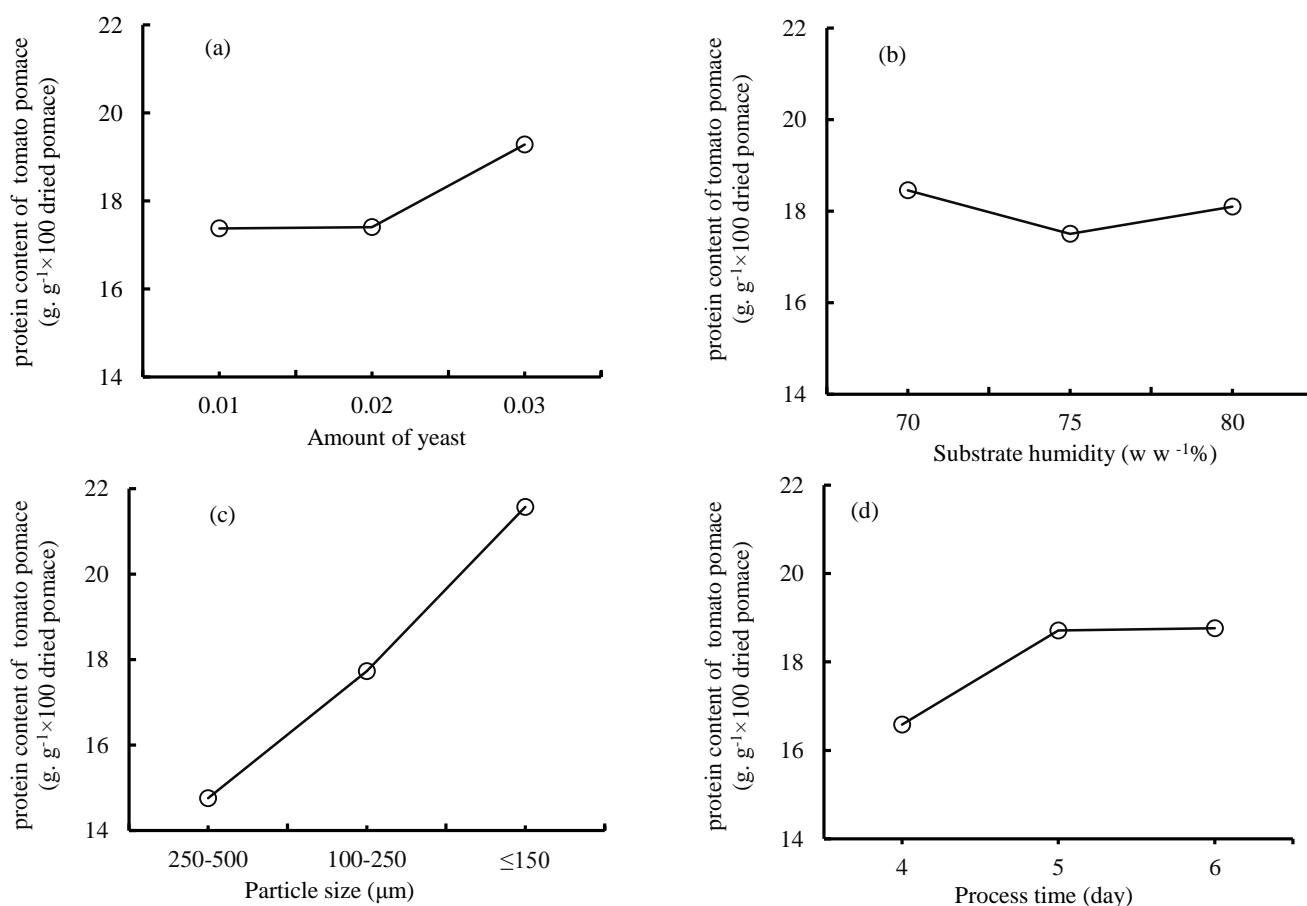 protein content of tomato pomace
(g. g⁻¹×100 dried pomace)
22
20
18
16
14
(a)
0.01
0.02
0.03
Amount of yeast
protein content of tomato pomace
(g. g⁻¹×100 dried pomace)
22
20
18
16
14
(b)
70
75
80
Substrate humidity (w w ⁻¹%)
protein content of tomato pomace
(g. g⁻¹×100 dried pomace)
22
20
18
16
14
(c)
250-500
100-250
≤150
Particle size (μm)
protein content of tomato pomace
(g. g⁻¹×100 dried pomace)
22
20
18
16
14
(d)
4
5
6
Process time (day)